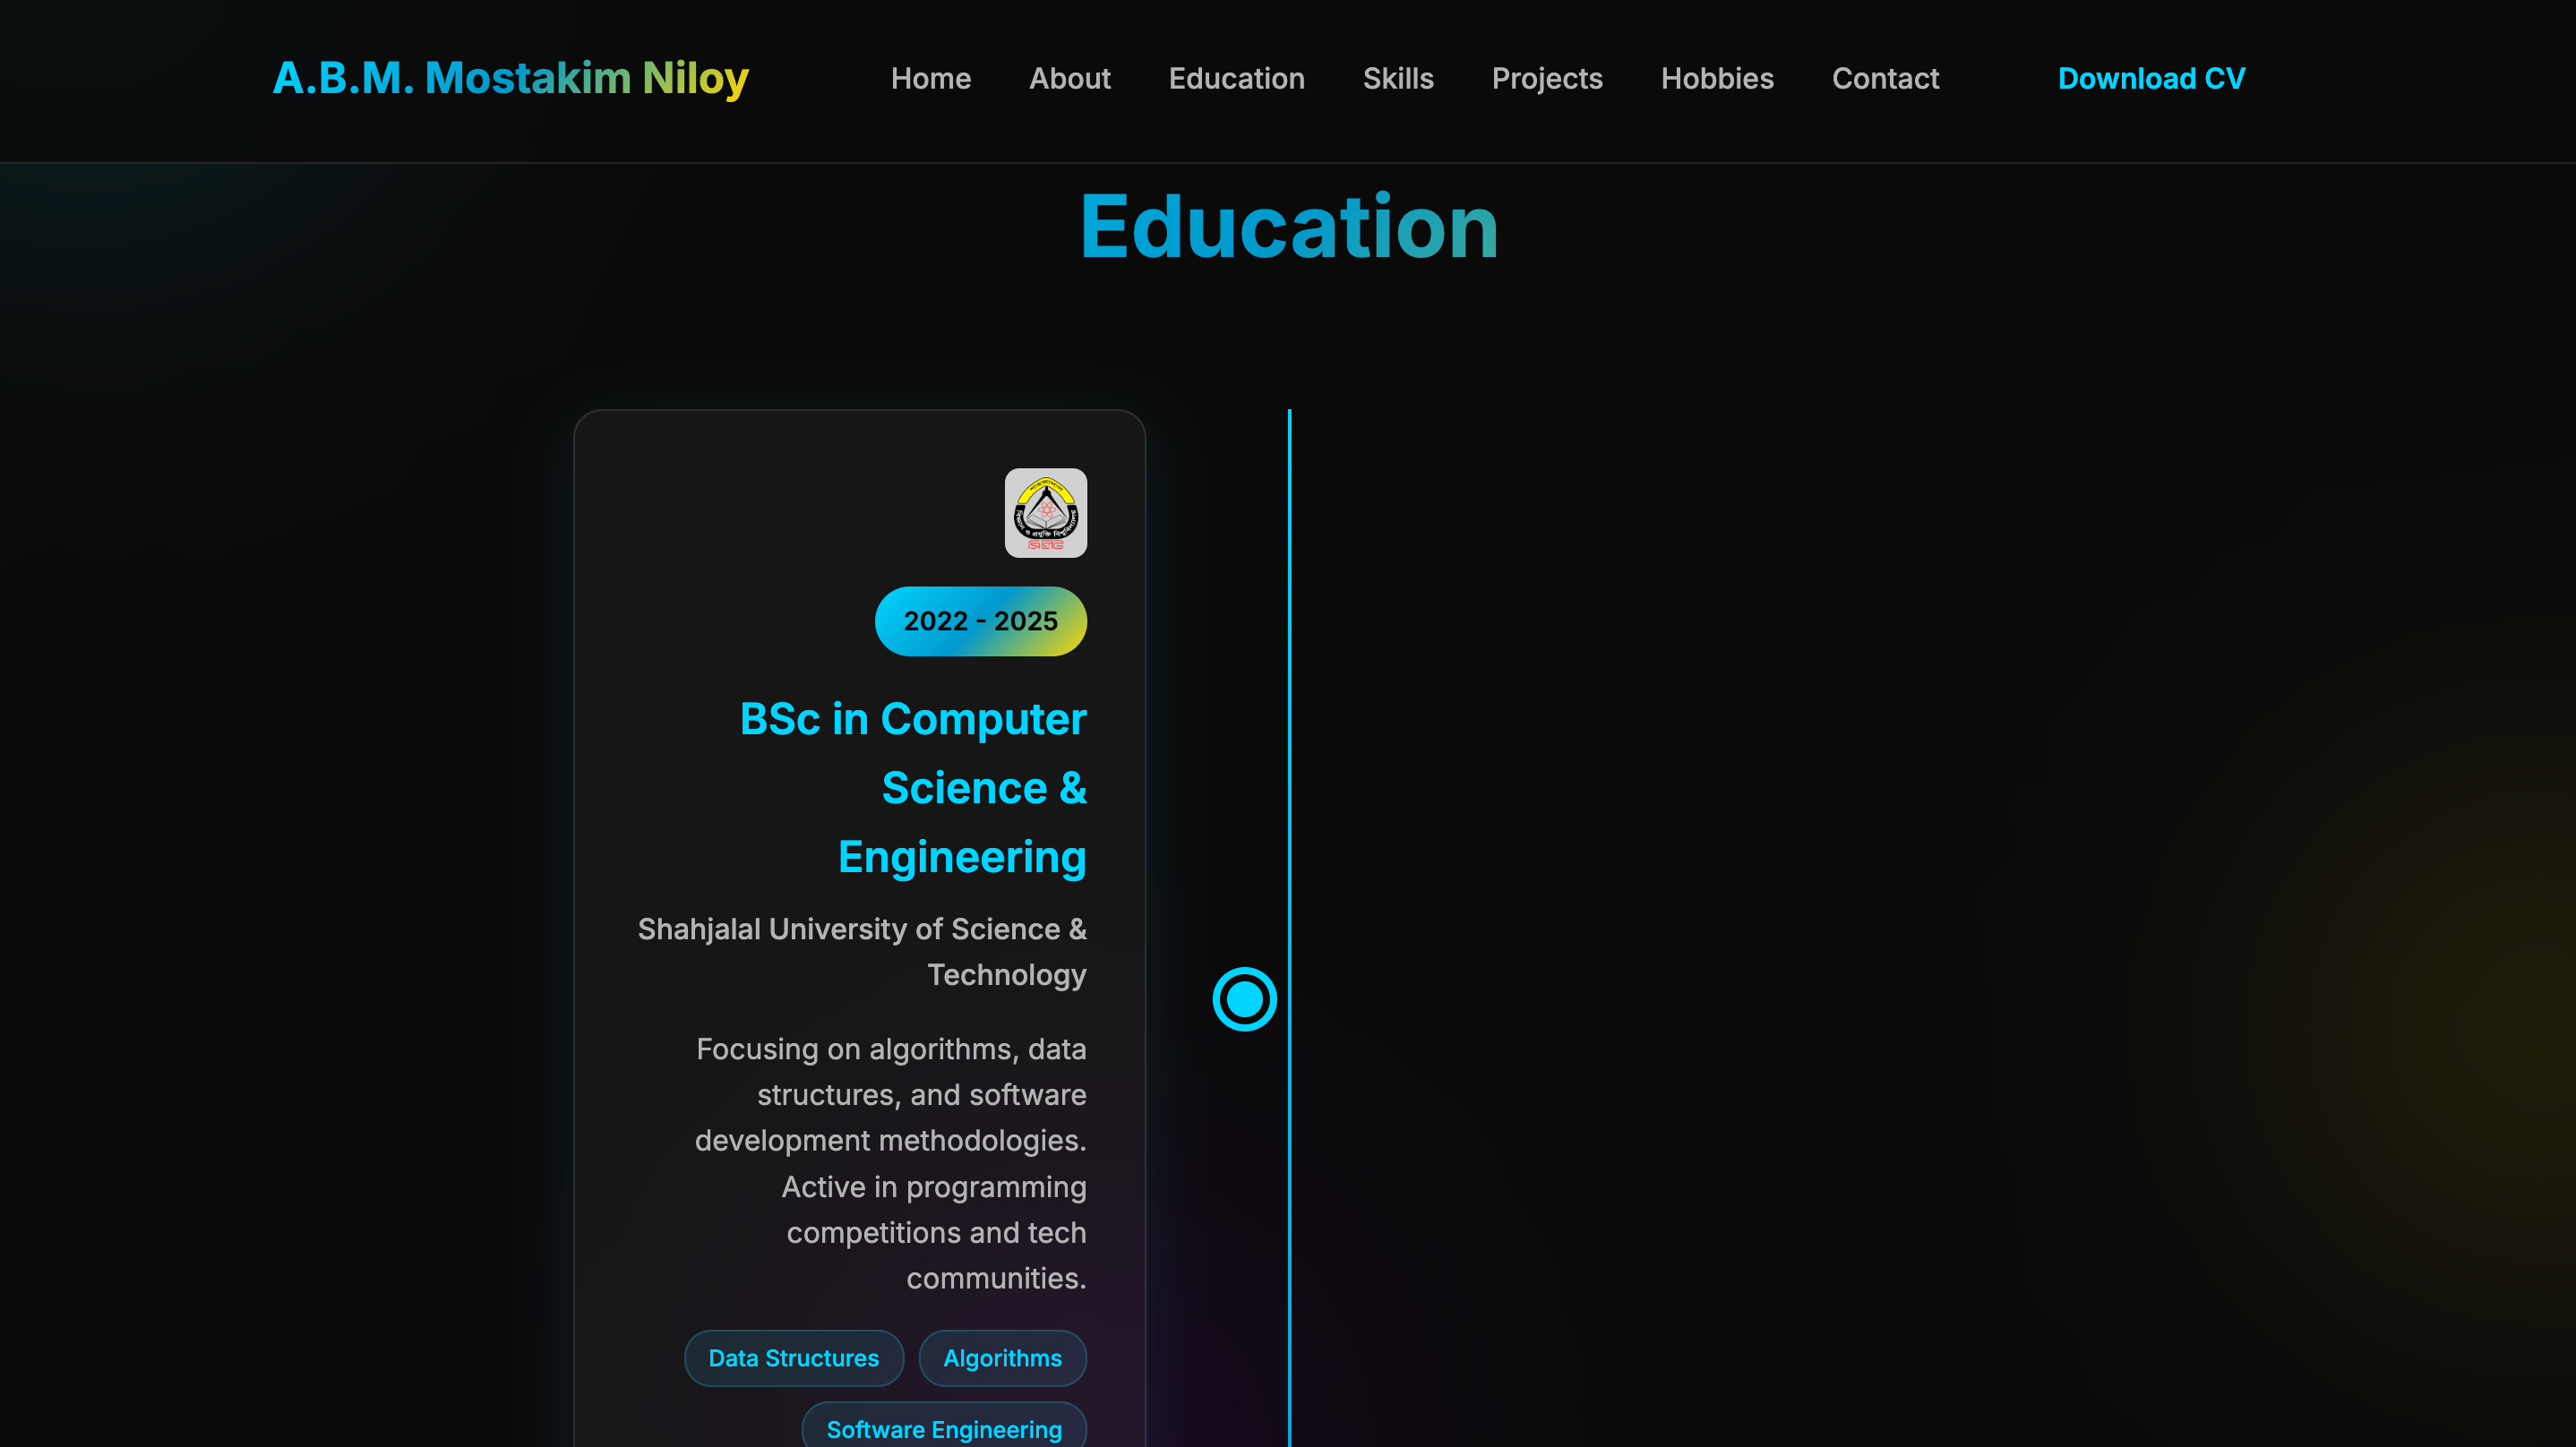 A.B.M. Mostakim Niloy
Home
About
Education
Skills
Projects
Hobbies
Contact
Download CV
Education
2022 - 2025
BSc in Computer
Science &
Engineering
Shahjalal University of Science &
Technology
Focusing on algorithms, data
structures, and software
development methodologies.
Active in programming
competitions and tech
communities.
Data Structures
Algorithms
Software Engineering